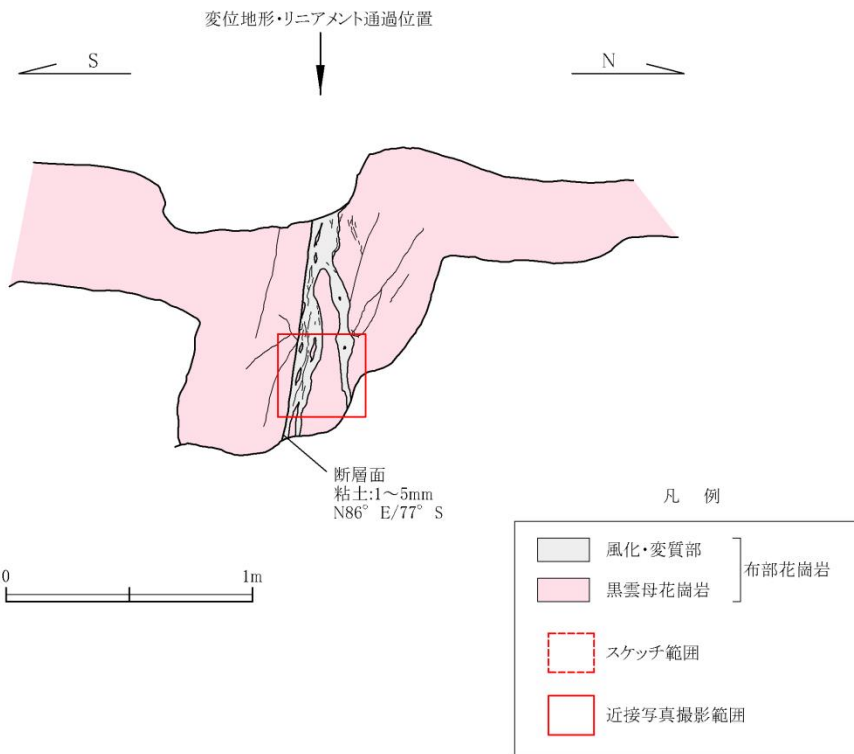 変位地形・リニアメント通過位置
S
N
断層面
粘土:1～5mm
N86° E/77° S
0
1m
凡 例
風化・変質部
黒雲母花崗岩
布部花崗岩
スケッチ範囲
近接写真撮影範囲